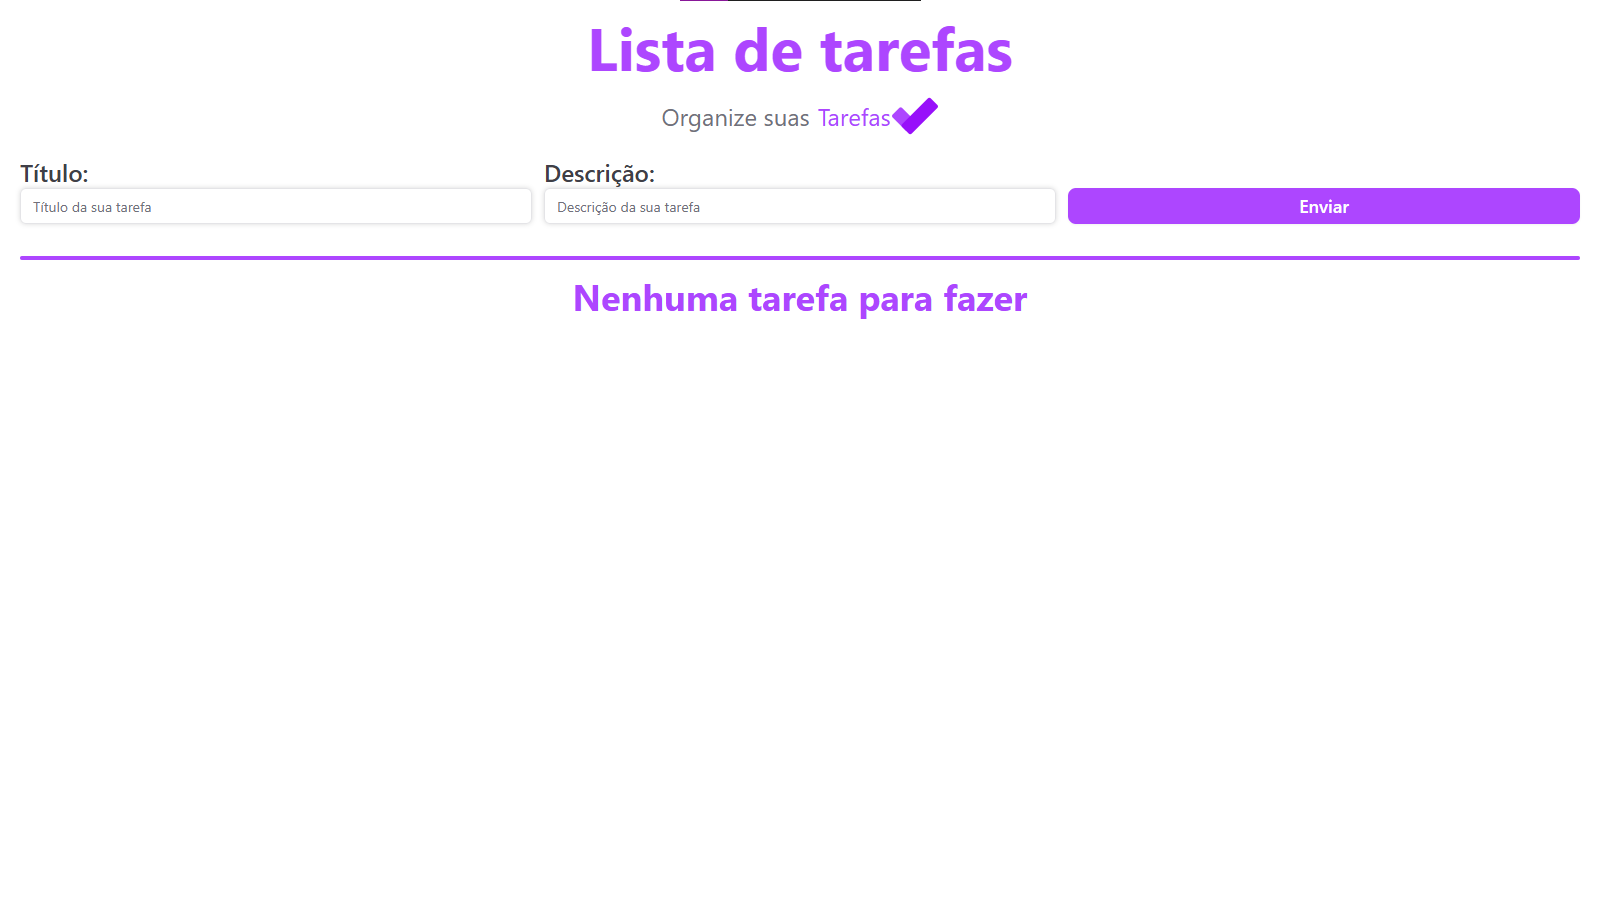 Lista de tarefas
Organize suas Tarefas
Título:
Descrição:
Título da sua tarefa
Descrição da sua tarefa
Enviar
Nenhuma tarefa para fazer